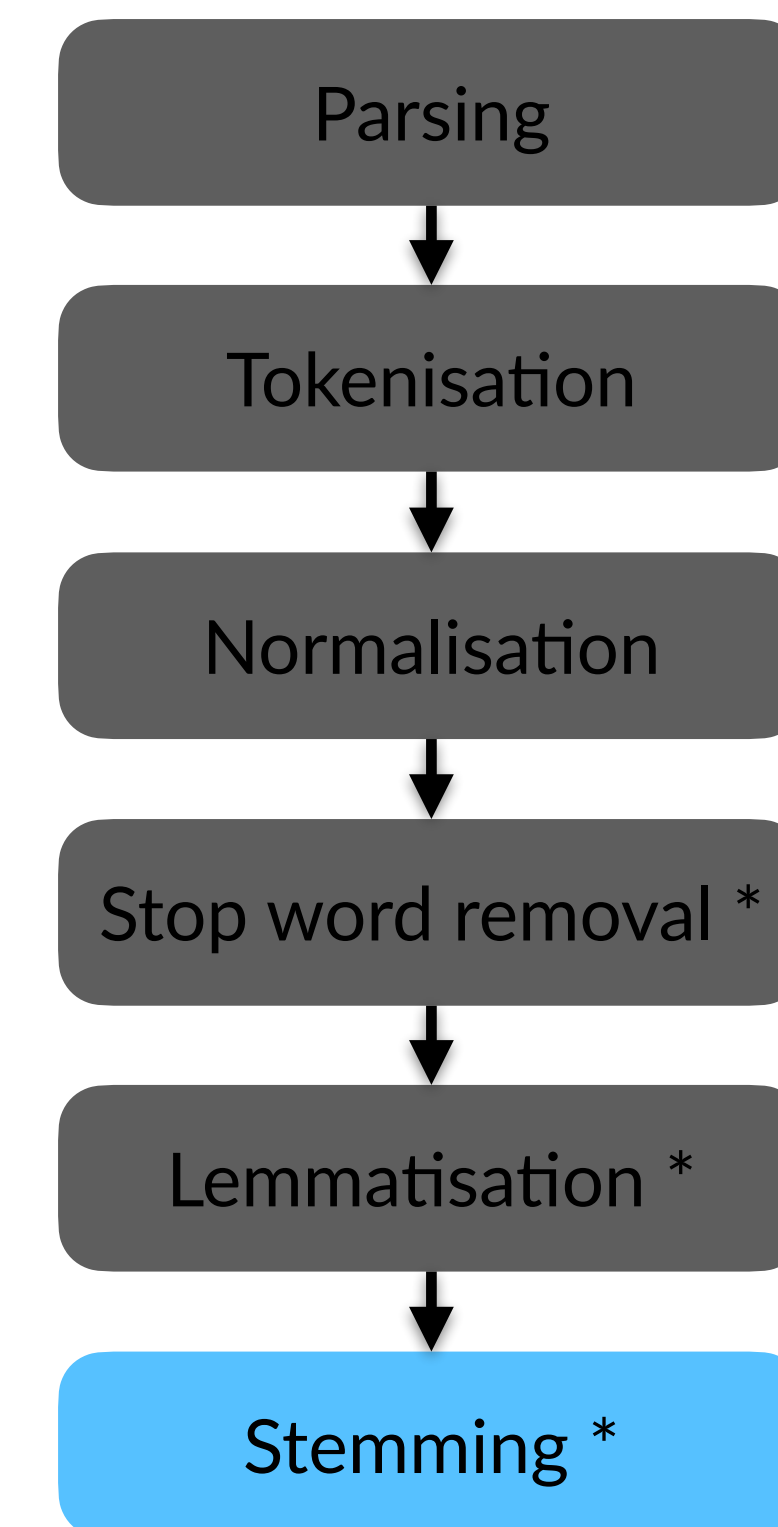 Parsing
Tokenisation
Normalisation
Stop word removal *
Lemmatisation *
Stemming *